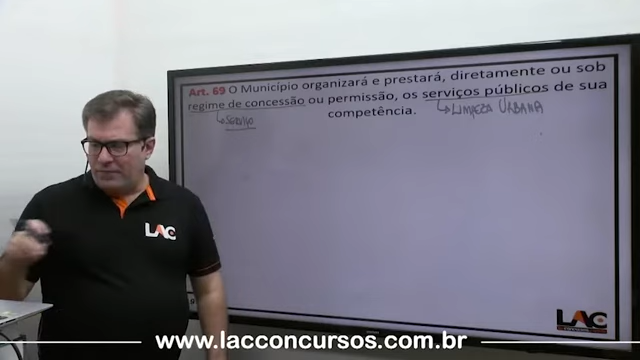 Art. 69 O Município organizará e prestará, diretamente ou sob
regime de concessão ou permissão, os serviços públicos de sua
competência.
SERVIÇO
LIMPEZA URBANA
LAC
LAC
www.lacconcursos.com.br